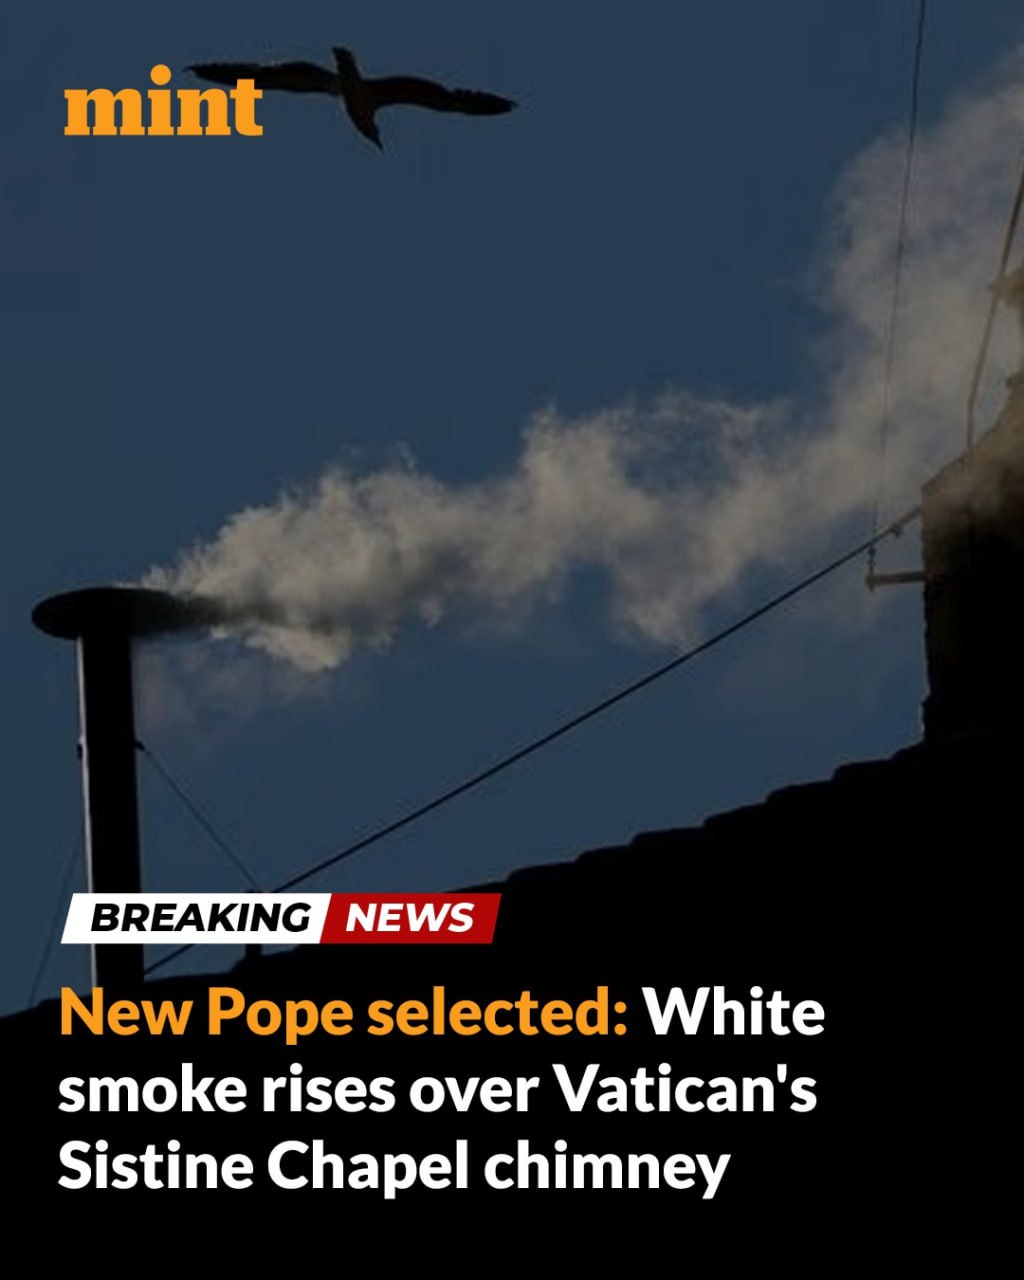 mint
BREAKING NEWS
New Pope selected: White
smoke rises over Vatican's
Sistine Chapel chimney